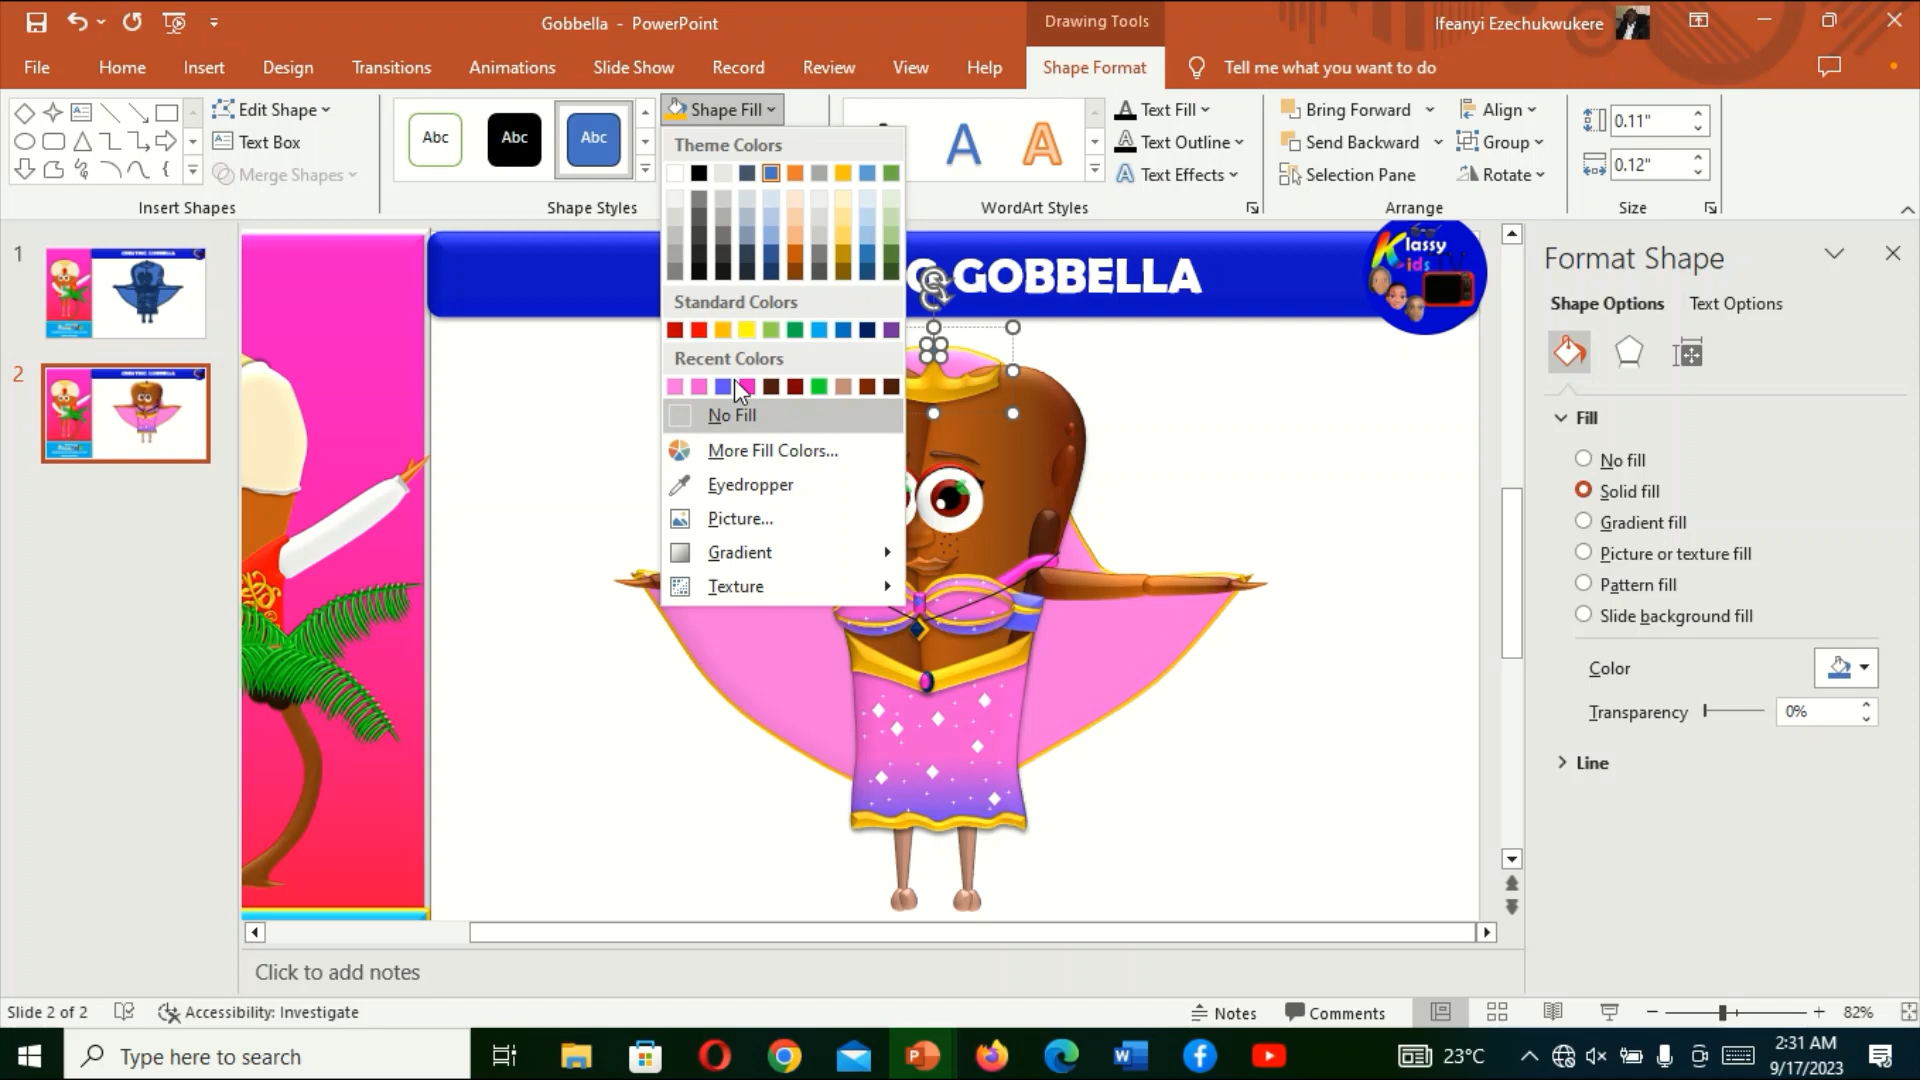 Gobbella - PowerPoint
Drawing Tools
Ifeanyi Ezechukwukere
File
Home
Insert
Design
Transitions
Animations
Slide Show
Record
Review
View
Help
Shape Format
Tell me what you want to do
Edit Shape
Text Box
Merge Shapes
Insert Shapes
Abc
Abc
Abc
Shape Styles
Shape Fill
A
A
WordArt Styles
Text Fill
Text Outline
Text Effects
Bring Forward
Send Backward
Selection Pane
Align
Group
Rotate
Arrange
0.11"
0.12"
Size
Theme Colors
Standard Colors
Recent Colors
No Fill
More Fill Colors...
Eyedropper
Picture...
Gradient
Texture
1
2
GOBBELLA
Klassy
Kids
Format Shape
Shape Options
Text Options
Fill
No fill
Solid fill
Gradient fill
Picture or texture fill
Pattern fill
Slide background fill
Color
Transparency
0%
Line
Click to add notes
Slide 2 of 2
Accessibility: Investigate
Notes
Comments
82%
Type here to search
23°C
2:31 AM
9/17/2023